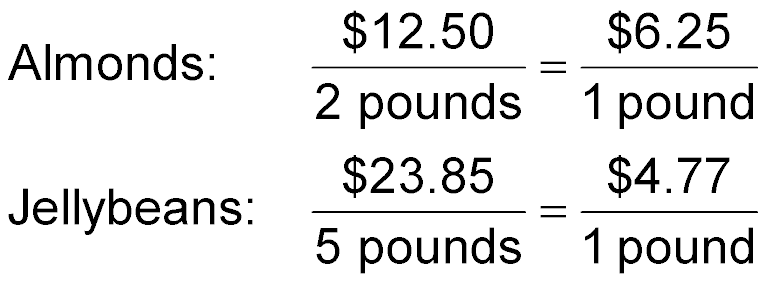 Almonds: $12.50 / 2 pounds = $6.25 / 1 pound
Jellybeans: $23.85 / 5 pounds = $4.77 / 1 pound